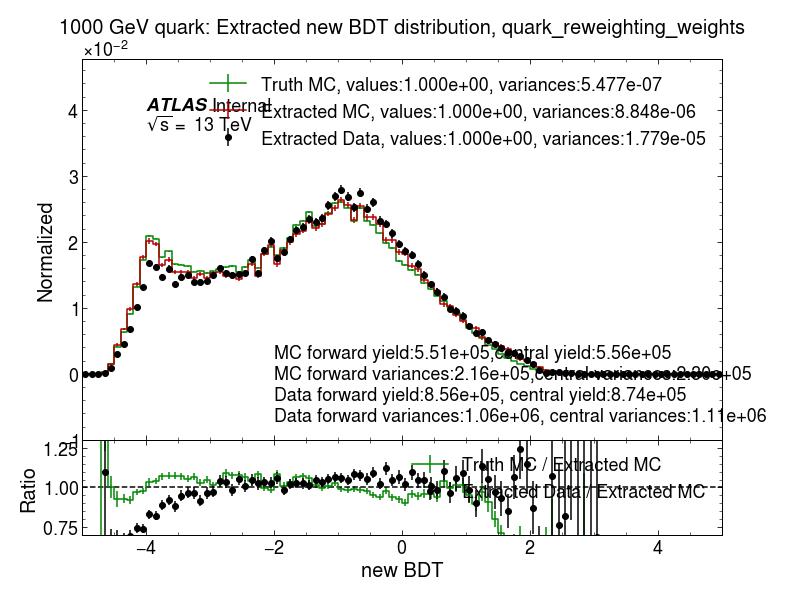 1000 GeV quark: Extracted new BDT distribution, quark_reweighting_weights
×10⁻²
Truth MC, values:1.000e+00, variances:5.477e-07
ATLAS Internal
Extracted MC, values:1.000e+00, variances:8.848e-06
√s = 13 TeV
Extracted Data, values:1.000e+00, variances:1.779e-05
4
3
2
1
0
Normalized
MC forward yield:5.51e+05, central yield:5.56e+05
MC forward variances:2.16e+05, central variances:
Data forward yield:8.56e+05, central yield:8.74e+05
Data forward variances:1.06e+06, central variances:1.11e+06
1.25
1.00
0.75
Ratio
Truth MC / Extracted MC
Extracted Data / Extracted MC
−4 −2 0 2 4
new BDT